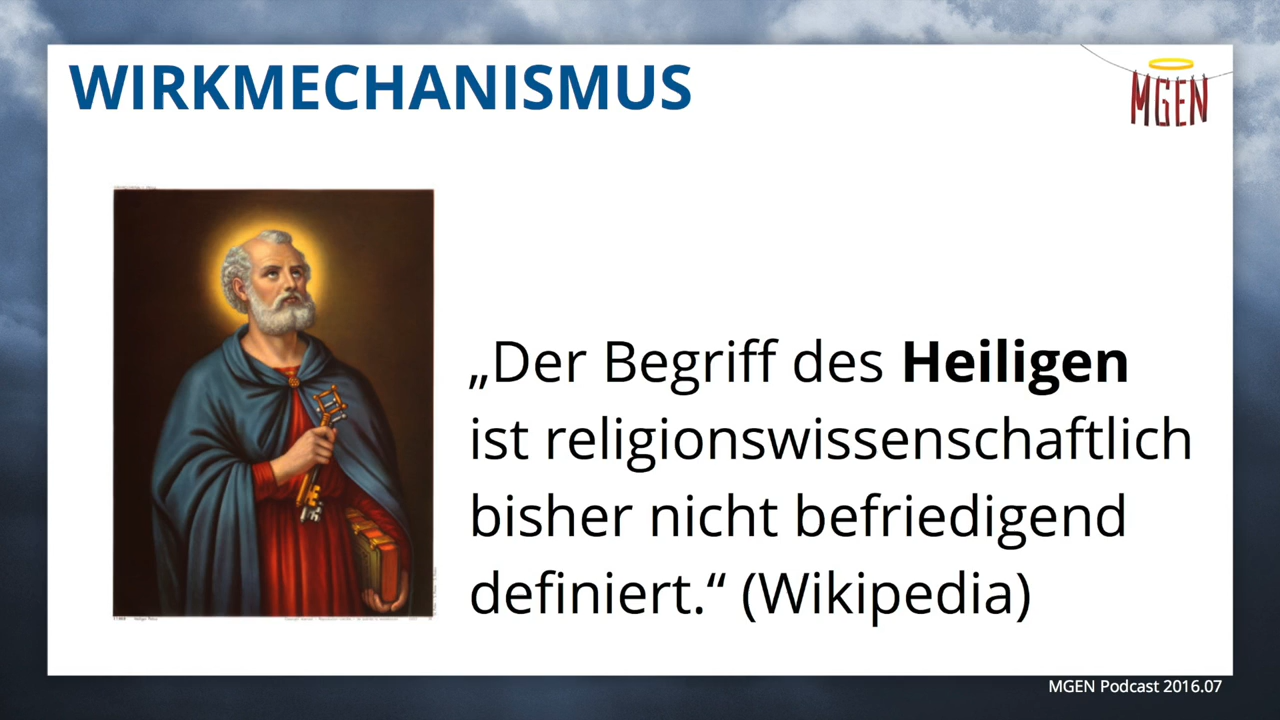 WIRKMECHANISMUS
MGEN
„Der Begriff des Heiligen
ist religionswissenschaftlich
bisher nicht befriedigend
definiert.“ (Wikipedia)
MGEN Podcast 2016.07